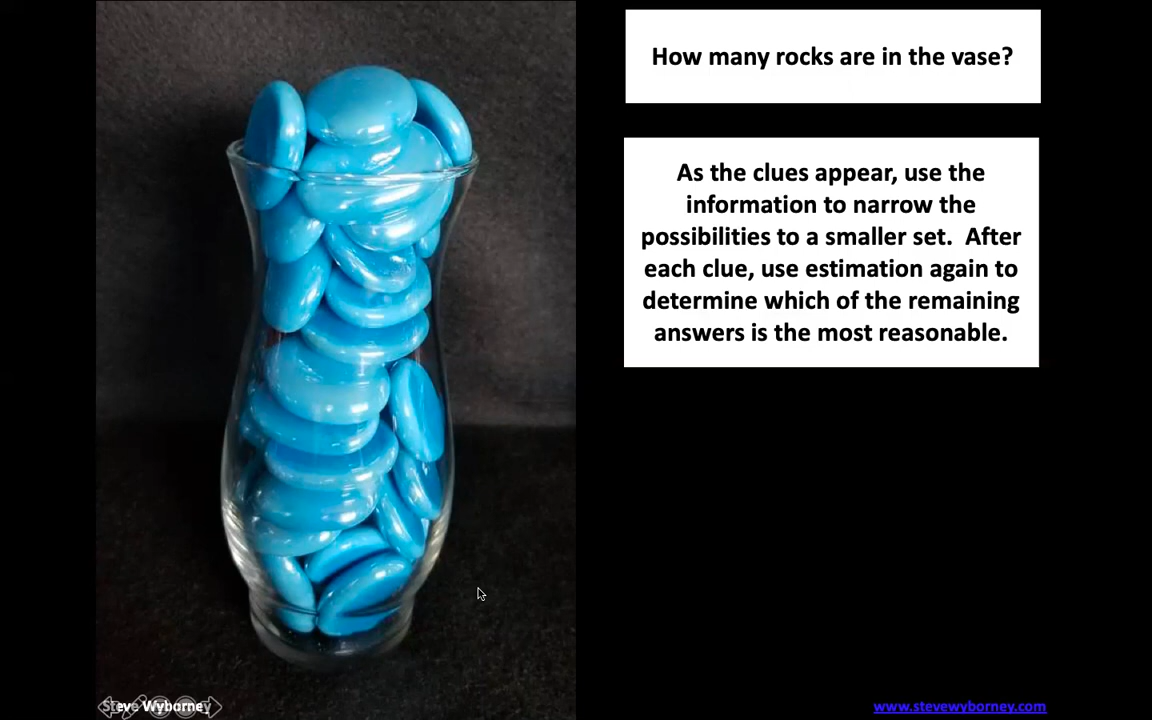 How many rocks are in the vase?
As the clues appear, use the
information to narrow the
possibilities to a smaller set.  After
each clue, use estimation again to
determine which of the remaining
answers is the most reasonable.
Steve Wyborney
www.stevewyborney.com